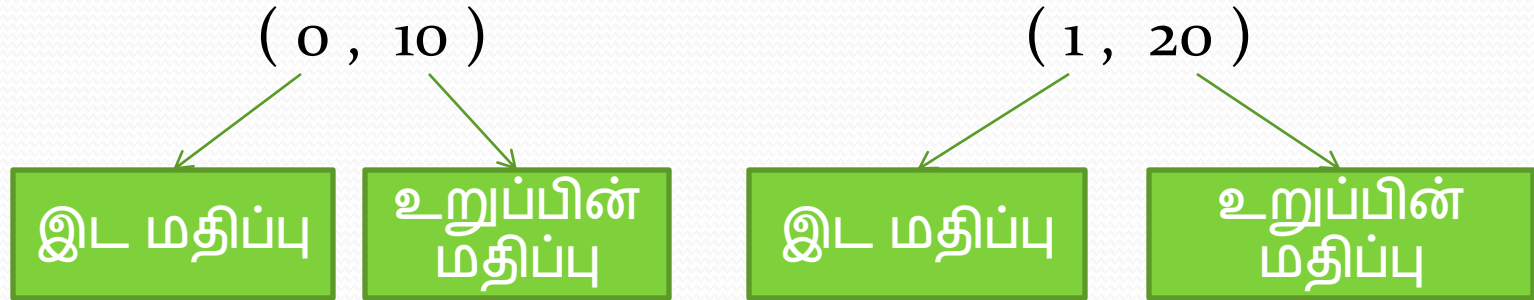 ( 0 , 10 )
( 1 , 20 )
இட மதிப்பு
உறுப்பின்
மதிப்பு
இட மதிப்பு
உறுப்பின்
மதிப்பு